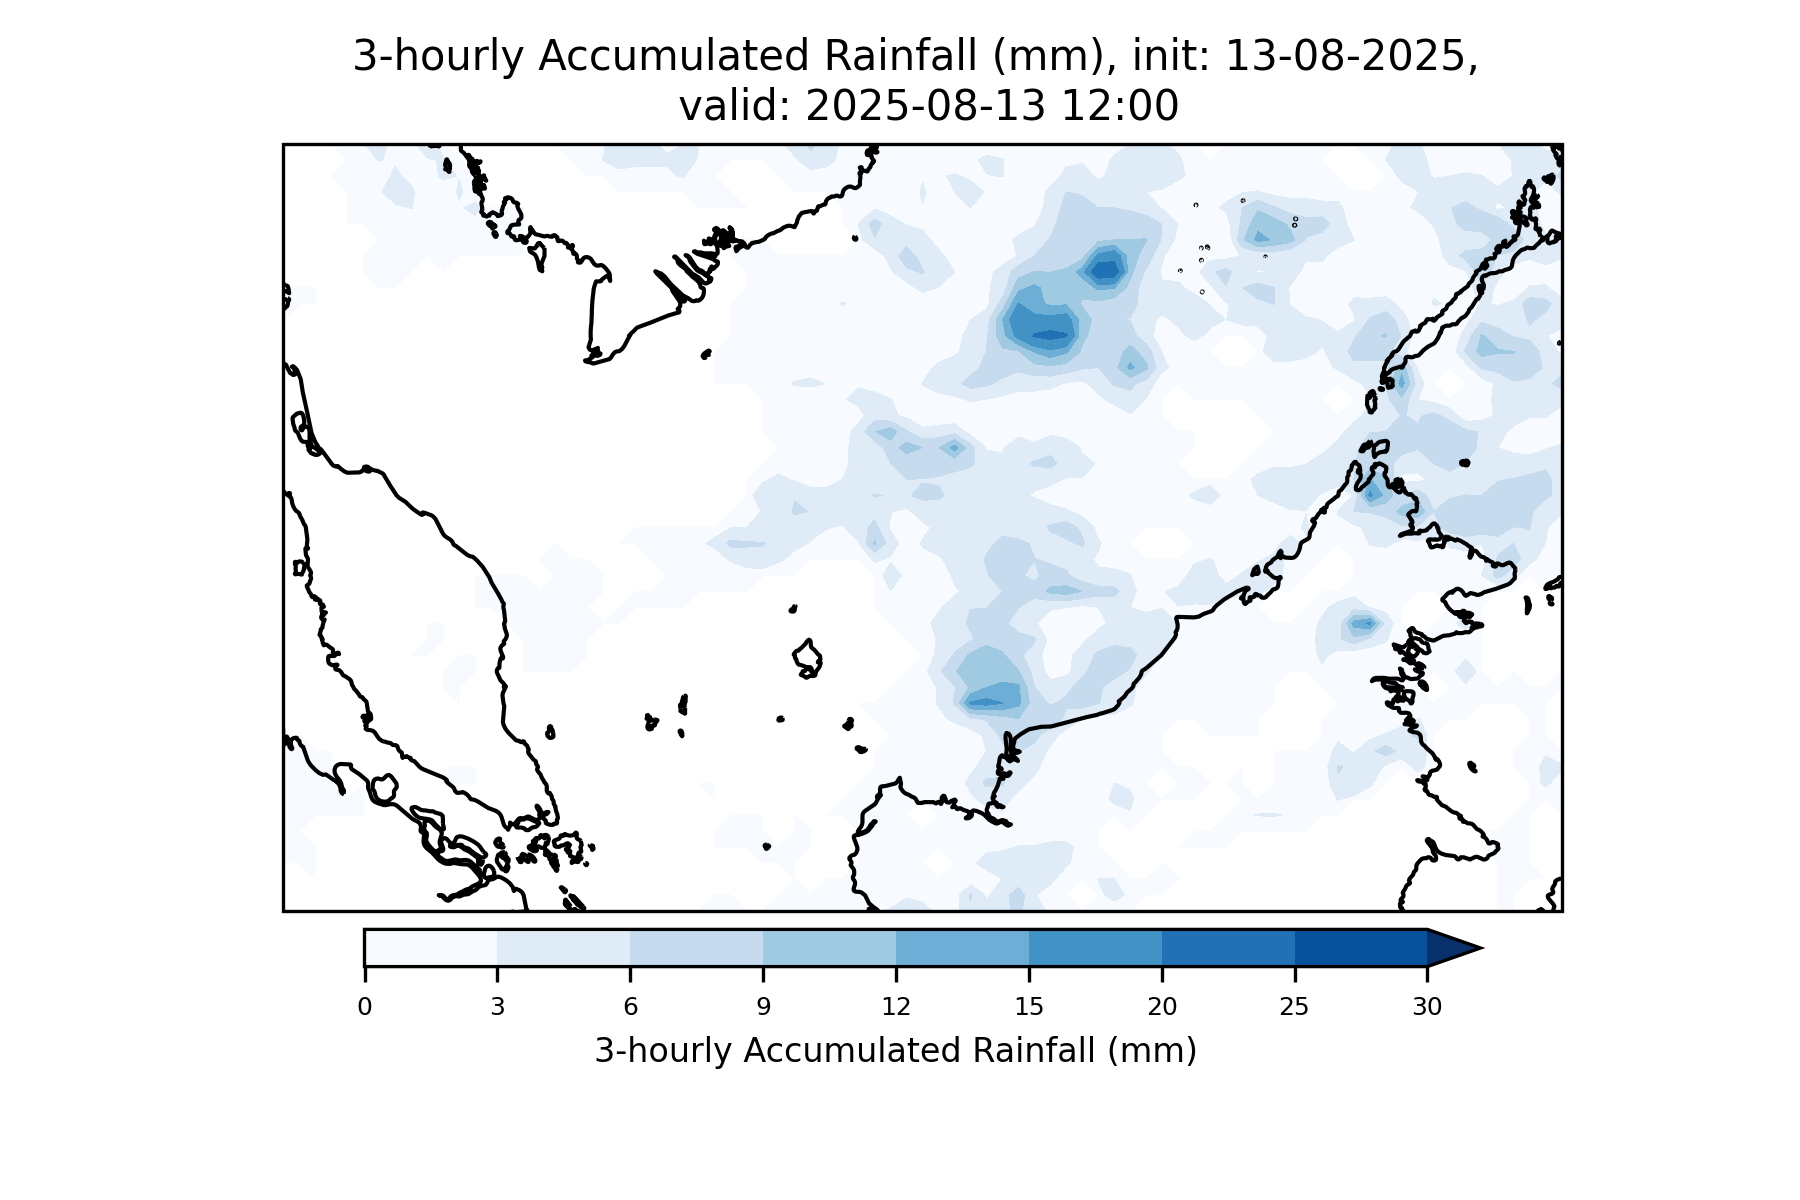 3-hourly Accumulated Rainfall (mm), init: 13-08-2025,
valid: 2025-08-13 12:00
0 3 6 9 12 15 20 25 30
3-hourly Accumulated Rainfall (mm)